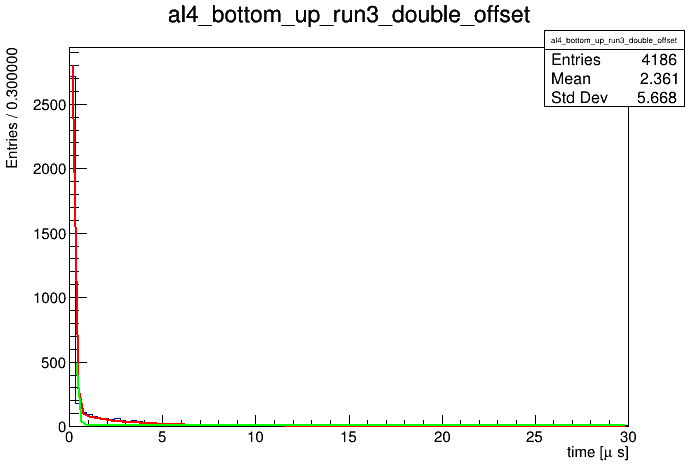 al4_bottom_up_run3_double_offset
al4_bottom_up_run3_double_offset
Entries 4186
Mean 2.361
Std Dev 5.668
Entries / 0.300000
2500
2000
1500
1000
500
0
0 5 10 15 20 25 30
time [μ s]